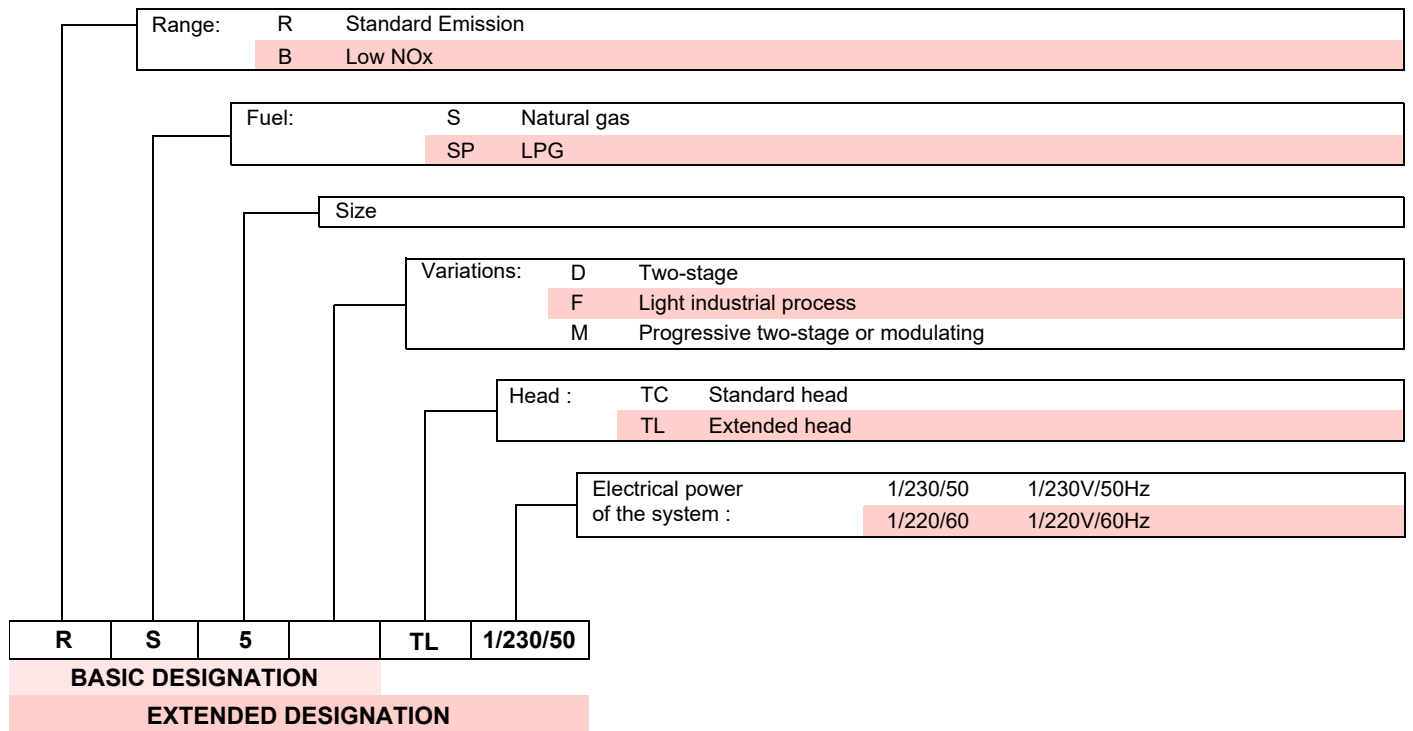 Range: R Standard Emission
B Low NOx
Fuel: S Natural gas
SP LPG
Size
Variations: D Two-stage
F Light industrial process
M Progressive two-stage or modulating
Head : TC Standard head
TL Extended head
Electrical power 1/230/50 1/230V/50Hz
of the system : 1/220/60 1/220V/60Hz
R S 5 TL 1/230/50
BASIC DESIGNATION
EXTENDED DESIGNATION